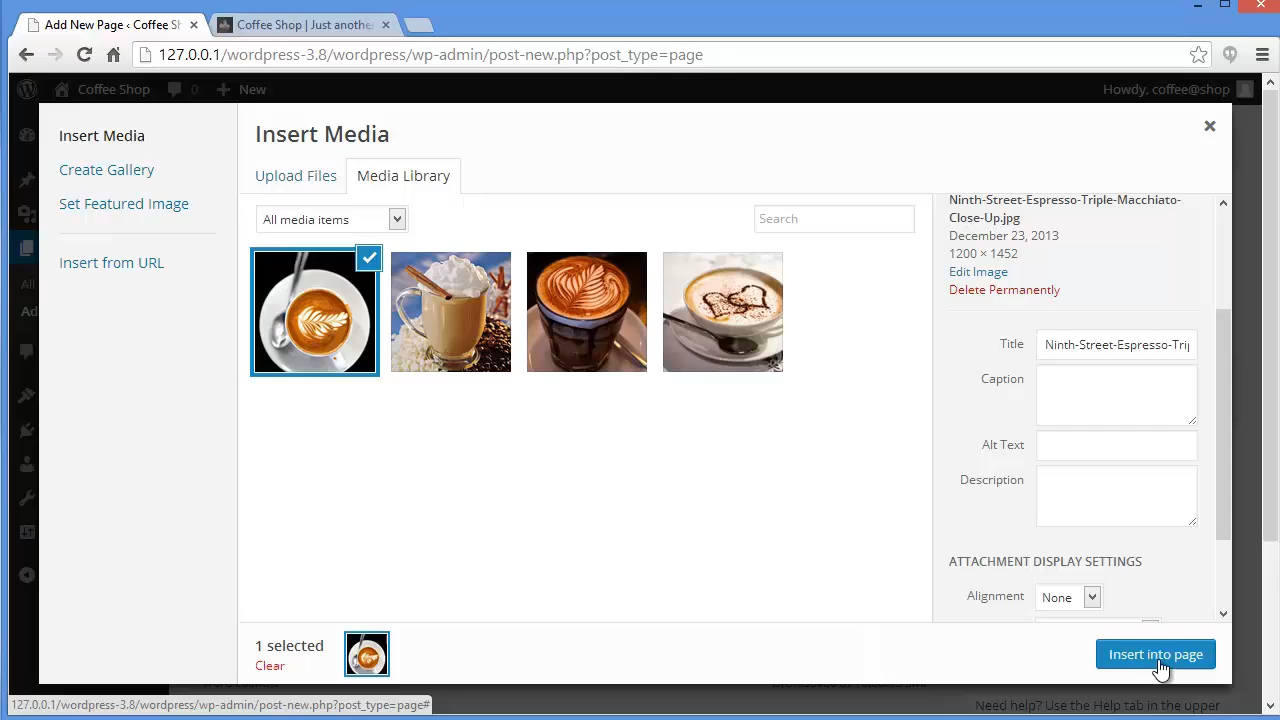 Add New Page ‹ Coffee Sh
Coffee Shop | Just anothe
127.0.0.1/wordpress-3.8/wordpress/wp-admin/post-new.php?post_type=page
Coffee Shop
0
New
Howdy, coffee@shop
Insert Media
Create Gallery
Set Featured Image
Insert from URL
All
Ad
Insert Media
Upload Files
Media Library
All media items
Search
Ninth-Street-Espresso-Triple-Macchiato-
Close-Up.jpg
December 23, 2013
1200 × 1452
Edit Image
Delete Permanently
Title
Ninth-Street-Espresso-Trip
Caption
Alt Text
Description
ATTACHMENT DISPLAY SETTINGS
Alignment
None
1 selected
Clear
Insert into page
127.0.0.1/wordpress-3.8/wordpress/wp-admin/post-new.php?post_type=page#
Need help? Use the Help tab in the upper